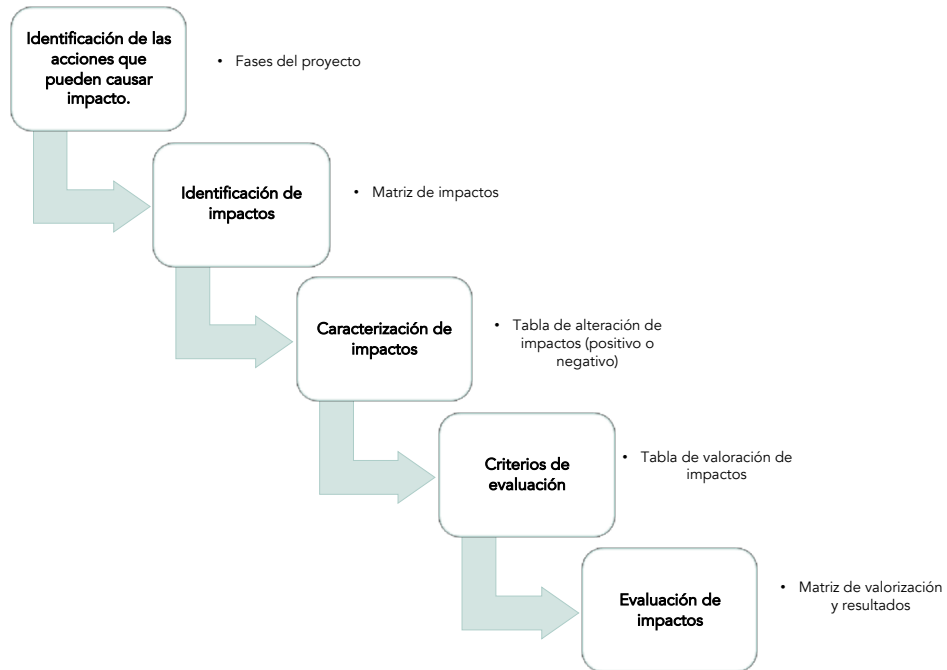 Identificación de las
acciones que
pueden causar
impacto.
• Fases del proyecto
Identificación de
impactos
• Matriz de impactos
Caracterización de
impactos
• Tabla de alteración de
impactos (positivo o
negativo)
Criterios de
evaluación
• Tabla de valoración de
impactos
Evaluación de
impactos
• Matriz de valorización
y resultados